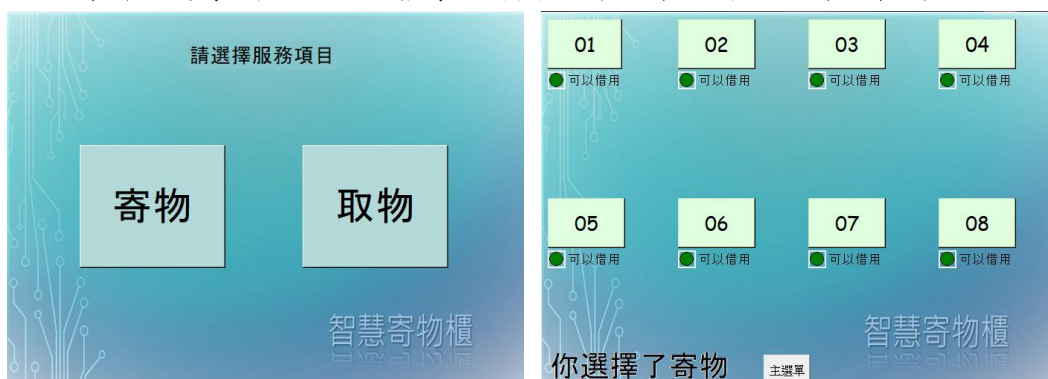 請選擇服務項目
寄物
取物
智慧寄物櫃
01 02 03 04
可以借用 可以借用 可以借用 可以借用
05 06 07 08
可以借用 可以借用 可以借用 可以借用
智慧寄物櫃
你選擇了寄物 主選單